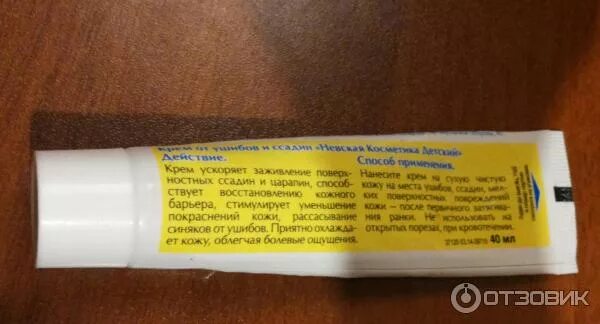 Крем от ушибов и ссадин «Невская Косметика Детский»
Действие.
Крем ускоряет заживление поверх-
ностных ссадин и царапин, способ-
ствует восстановлению кожного
барьера, стимулирует уменьшение
покраснений кожи, рассасывание
синяков от ушибов. Приятно охлажда-
ет кожу, облегчая болевые ощущения.
Способ применения.
Нанесите крем на сухую чистую
кожу на места ушибов, ссадин, мел-
ких поверхностных повреждений
кожи – после первичного затягива-
ния ранки. Не использовать на
открытых порезах, при кровотечении.
40 мл
ОТЗОВИК